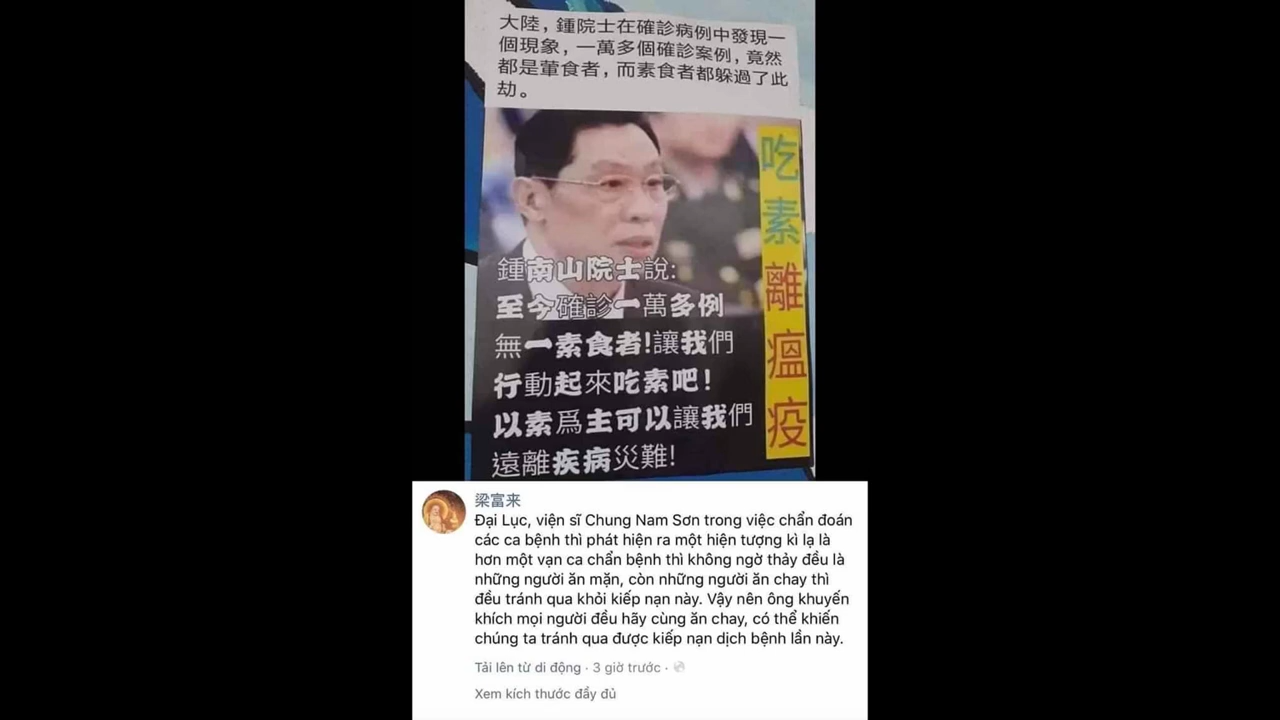 大陸，鍾院士在確診病例中發現一
個現象，一萬多個確診案例，竟然
都是葷食者，而素食者都躲過了此
劫。
吃素離瘟疫
鍾南山院士說:
至今確診一萬多例
無一素食者!讓我們
行動起來吃素吧!
以素爲主可以讓我們
遠離疾病災難!
梁富来
Đại Lục, viện sĩ Chung Nam Sơn trong việc chẩn đoán
các ca bệnh thì phát hiện ra một hiện tượng kì lạ là
hơn một vạn ca chẩn bệnh thì không ngờ thảy đều là
những người ăn mặn, còn những người ăn chay thì
đều tránh qua khỏi kiếp nạn này. Vậy nên ông khuyến
khích mọi người đều hãy cùng ăn chay, có thể khiến
chúng ta tránh qua được kiếp nạn dịch bệnh lần này.
Tải lên từ di động · 3 giờ trước ·
Xem kích thước đầy đủ